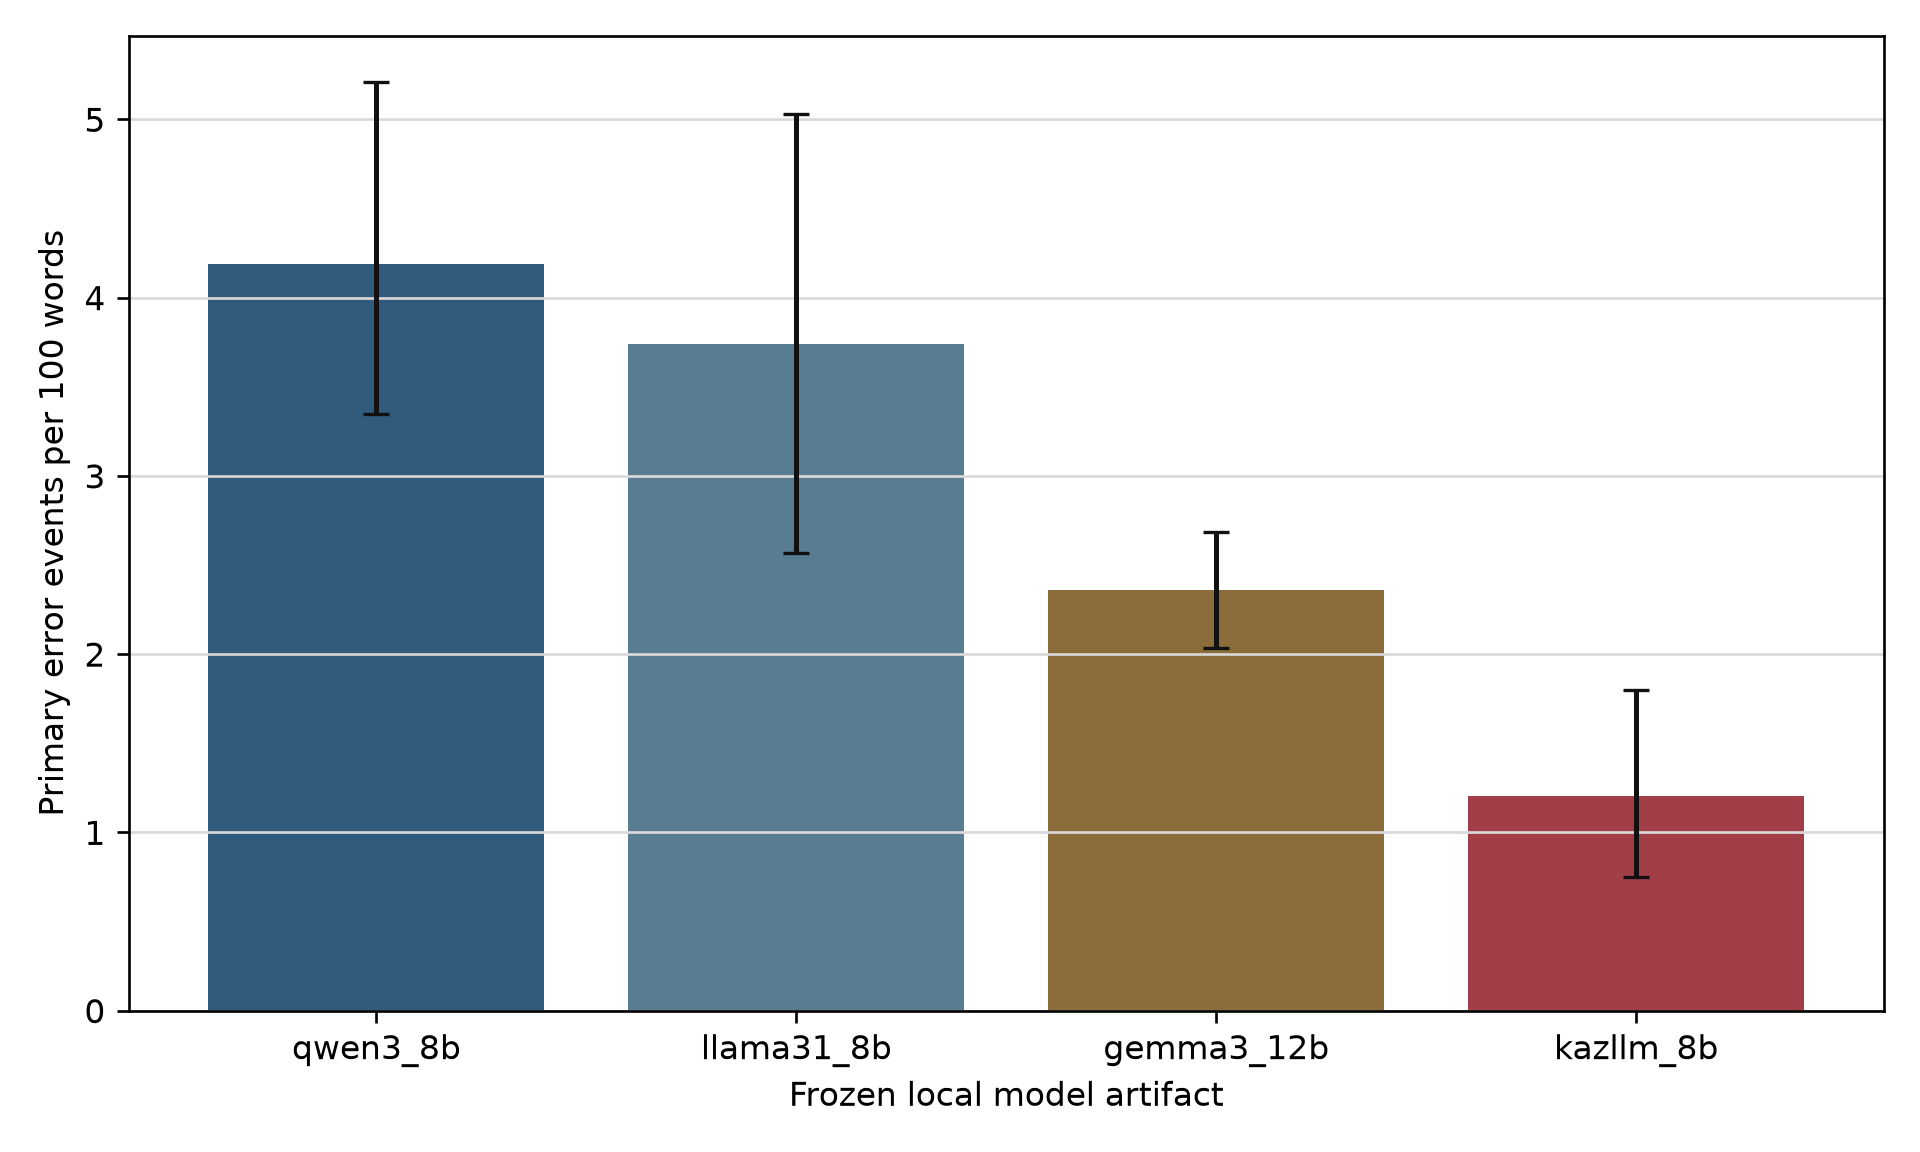 Primary error events per 100 words
5
4
3
2
1
0
qwen3_8b llama31_8b gemma3_12b kazllm_8b
Frozen local model artifact